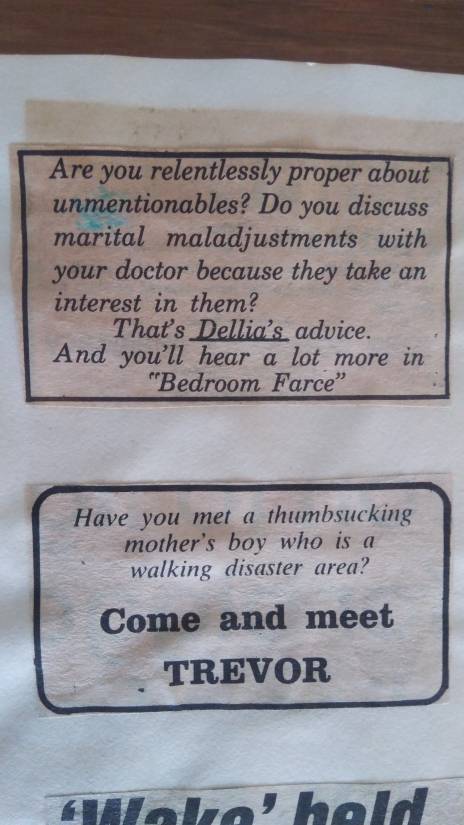 Are you relentlessly proper about
unmentionables? Do you discuss
marital maladjustments with
your doctor because they take an
interest in them?
That's Dellia's advice.
And you'll hear a lot more in
"Bedroom Farce"
Have you met a thumbsucking
mother's boy who is a
walking disaster area?
Come and meet
TREVOR
'Wake' held